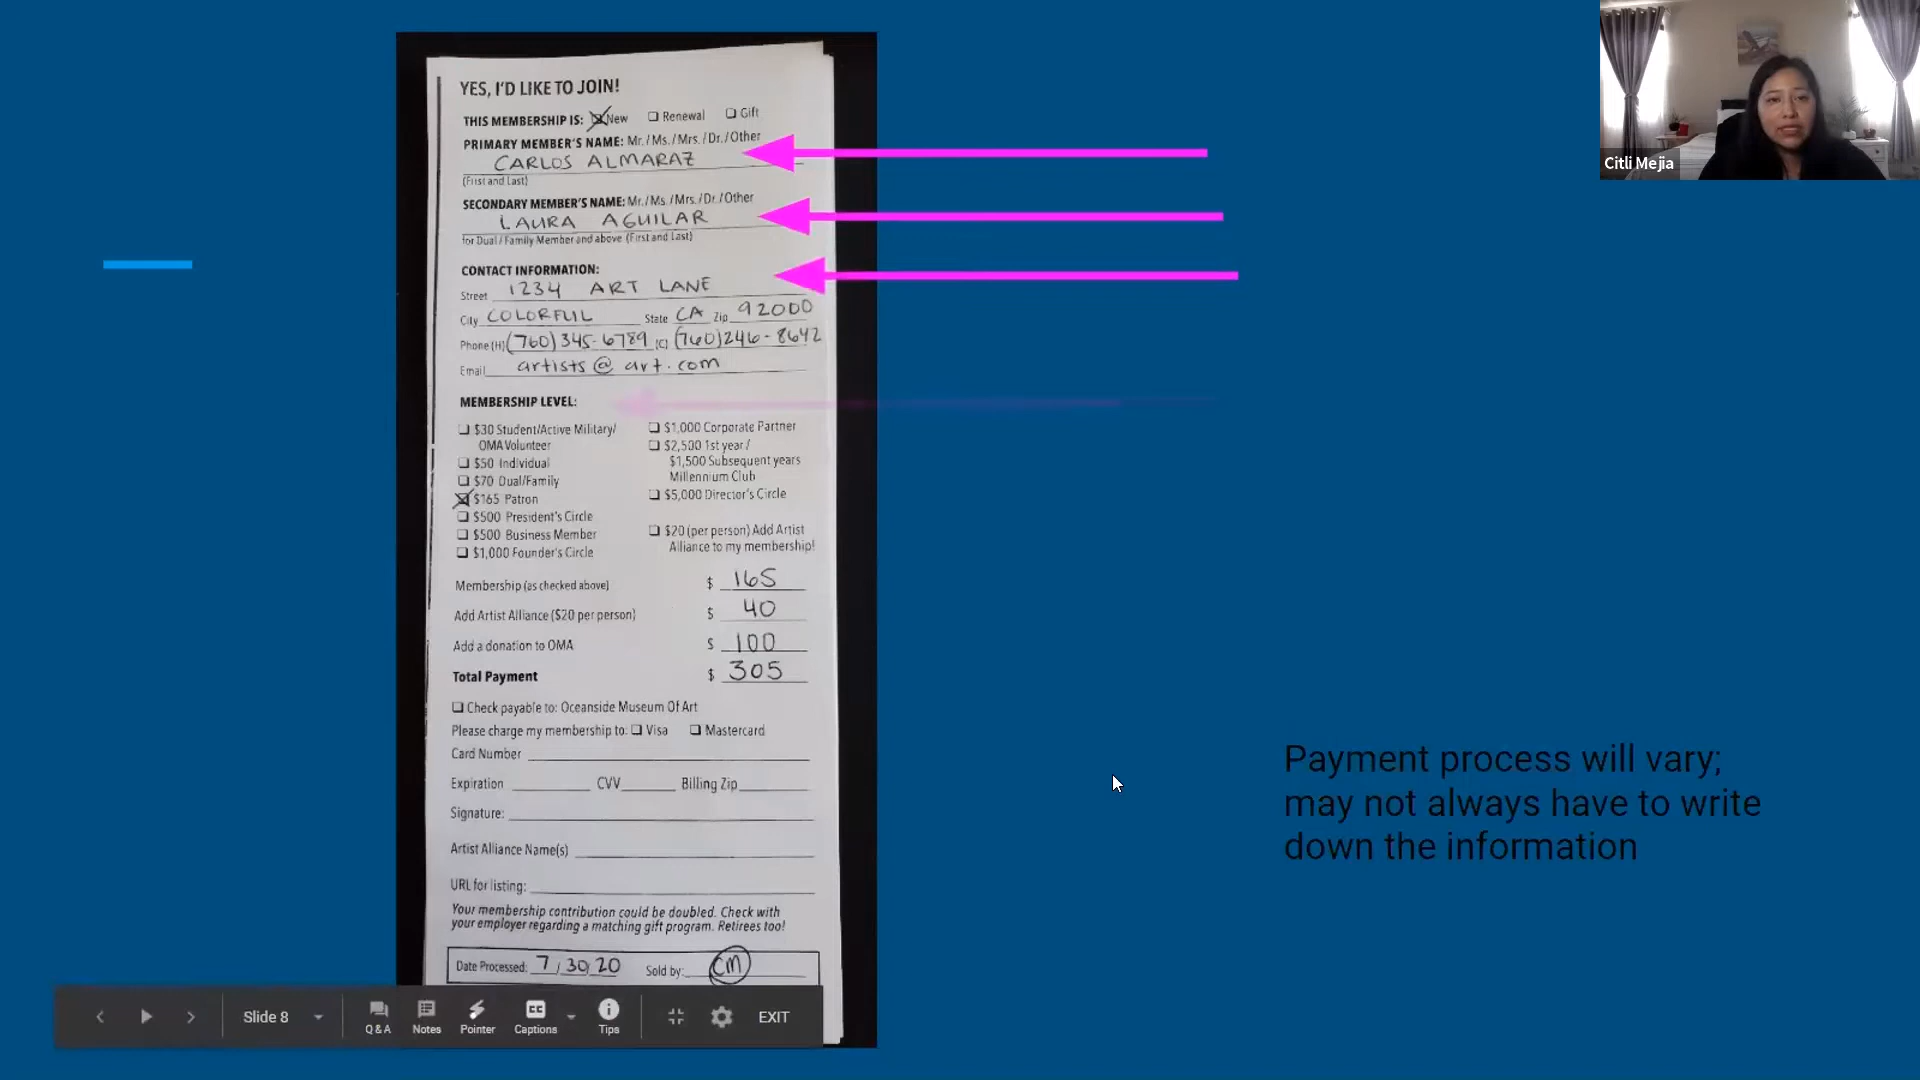 YES, I'D LIKE TO JOIN!
THIS MEMBERSHIP IS: New Renewal Gift
PRIMARY MEMBER'S NAME: Mr./Ms./Mrs./Dr./Other
CARLOS ALMARAZ
(First and Last)
SECONDARY MEMBER'S NAME: Mr./Ms./Mrs./Dr./Other
LAURA AGUILAR
for Dual/Family Member and above (First and Last)
CONTACT INFORMATION:
Street 1234 ART LANE
City COLORFUL State CA Zip 92000
Phone (H) (760) 345-6789 (C) (760) 246-8642
Email artists@art.com
MEMBERSHIP LEVEL:
$30 Student/Active Military/
OMA Volunteer
$50 Individual
$70 Dual/Family
$165 Patron
$500 President's Circle
$500 Business Member
$1,000 Founder's Circle
$1,000 Corporate Partner
$2,500 1st year /
$1,500 Subsequent years
Millennium Club
$5,000 Director's Circle
$20 (per person) Add Artist
Alliance to my membership!
Membership (as checked above) $ 165
Add Artist Alliance ($20 per person) $ 40
Add a donation to OMA $ 100
Total Payment $ 305
Check payable to: Oceanside Museum Of Art
Please charge my membership to: Visa Mastercard
Card Number
Expiration CVV Billing Zip
Signature:
Artist Alliance Name(s)
URL for listing:
Your membership contribution could be doubled. Check with
your employer regarding a matching gift program. Retirees too!
Date Processed: 7/30/20 Sold by: CM
Payment process will vary;
may not always have to write
down the information
Citli Mejia
Slide 8
Q & A
Notes
Pointer
CC
Captions
Tips
EXIT